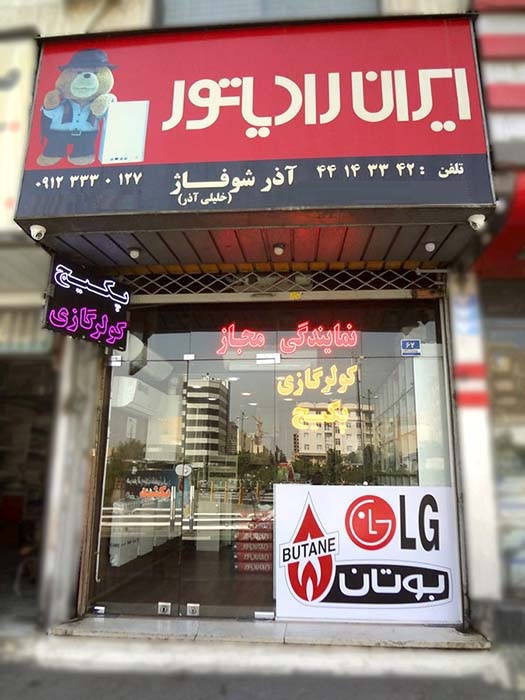 ایران رادیاتور
تلفن : ۴۴ ۱۴ ۳۳ ۴۲ آذر شوفاژ ۰۹۱۲ ۳۳۳ ۰ ۱۲۷
(خلیلی آذر)
پکیج
کولرگازی
نمایندگی مجاز
کولرگازی
پکیج
۶۲
LG
BUTANE
بوتان